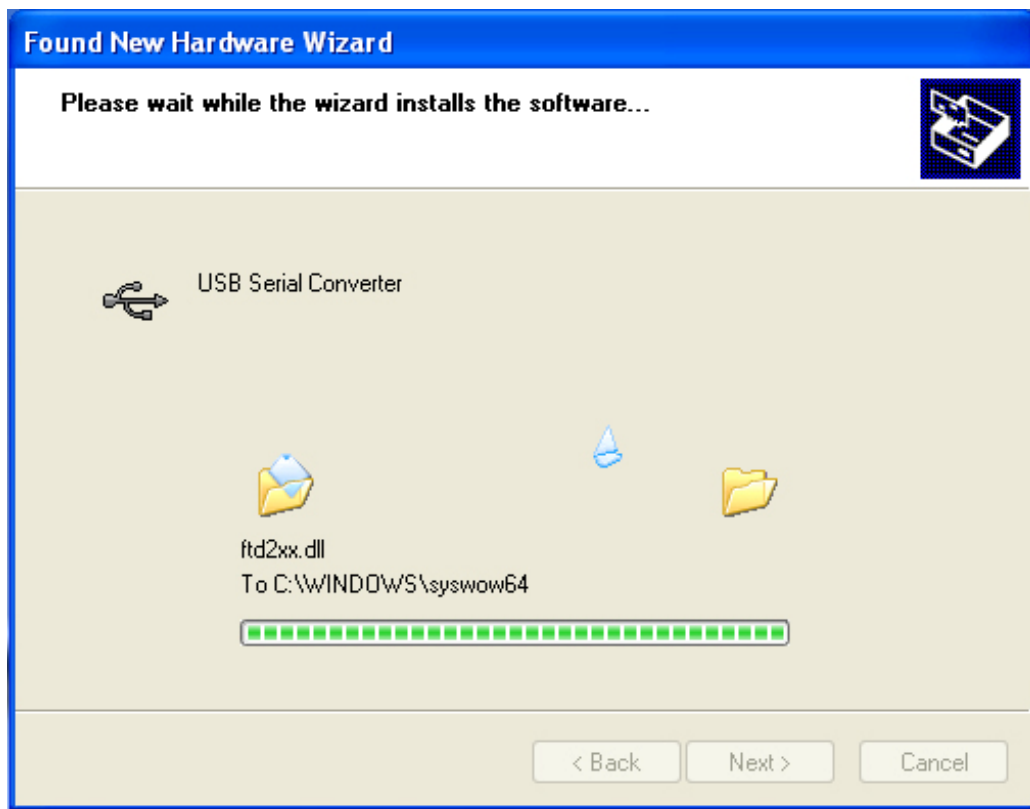 Found New Hardware Wizard
Please wait while the wizard installs the software...
USB Serial Converter
ftd2xx.dll
To C:\WINDOWS\syswow64
< Back
Next >
Cancel